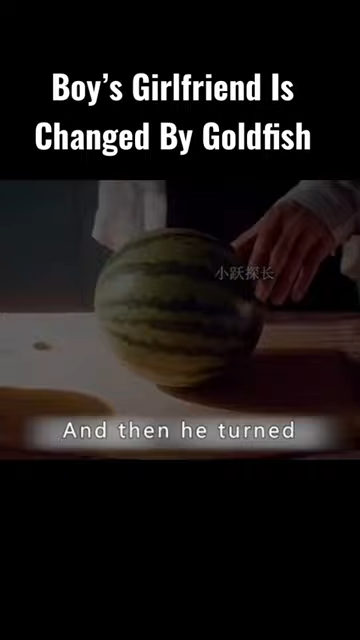 Boy's Girlfriend Is
Changed By Goldfish
小跃探长
And then he turned